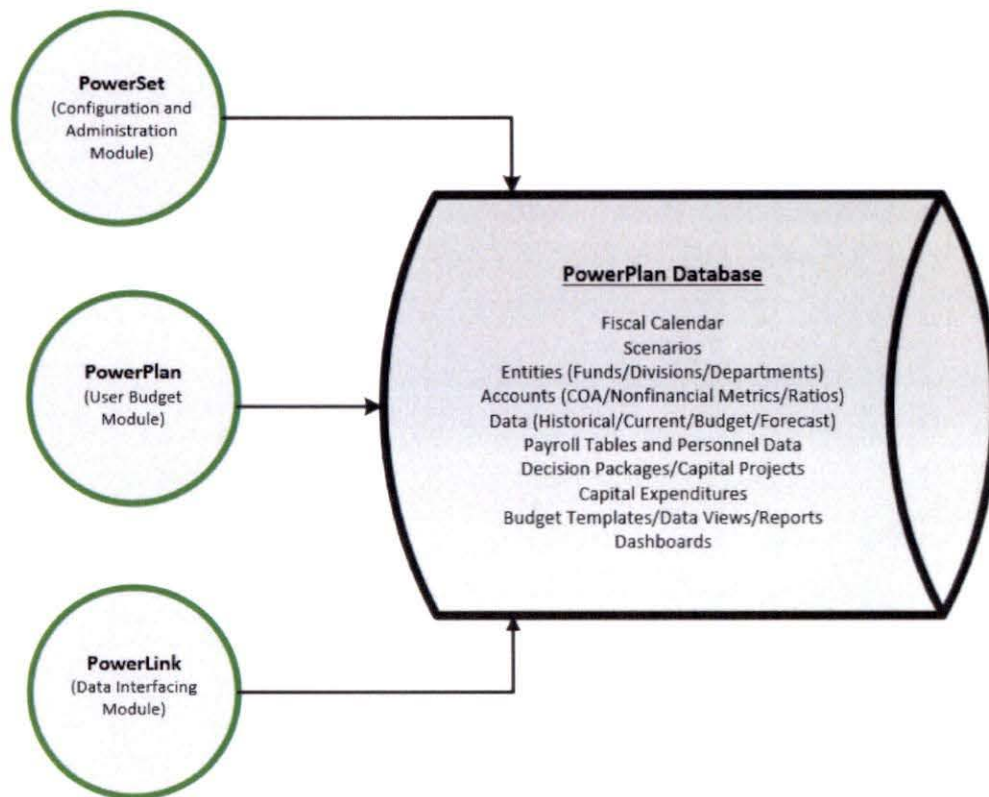 PowerSet
(Configuration and
Administration
Module)
PowerPlan
(User Budget
Module)
PowerLink
(Data Interfacing
Module)
PowerPlan Database
Fiscal Calendar
Scenarios
Entities (Funds/Divisions/Departments)
Accounts (COA/Nonfinancial Metrics/Ratios)
Data (Historical/Current/Budget/Forecast)
Payroll Tables and Personnel Data
Decision Packages/Capital Projects
Capital Expenditures
Budget Templates/Data Views/Reports
Dashboards